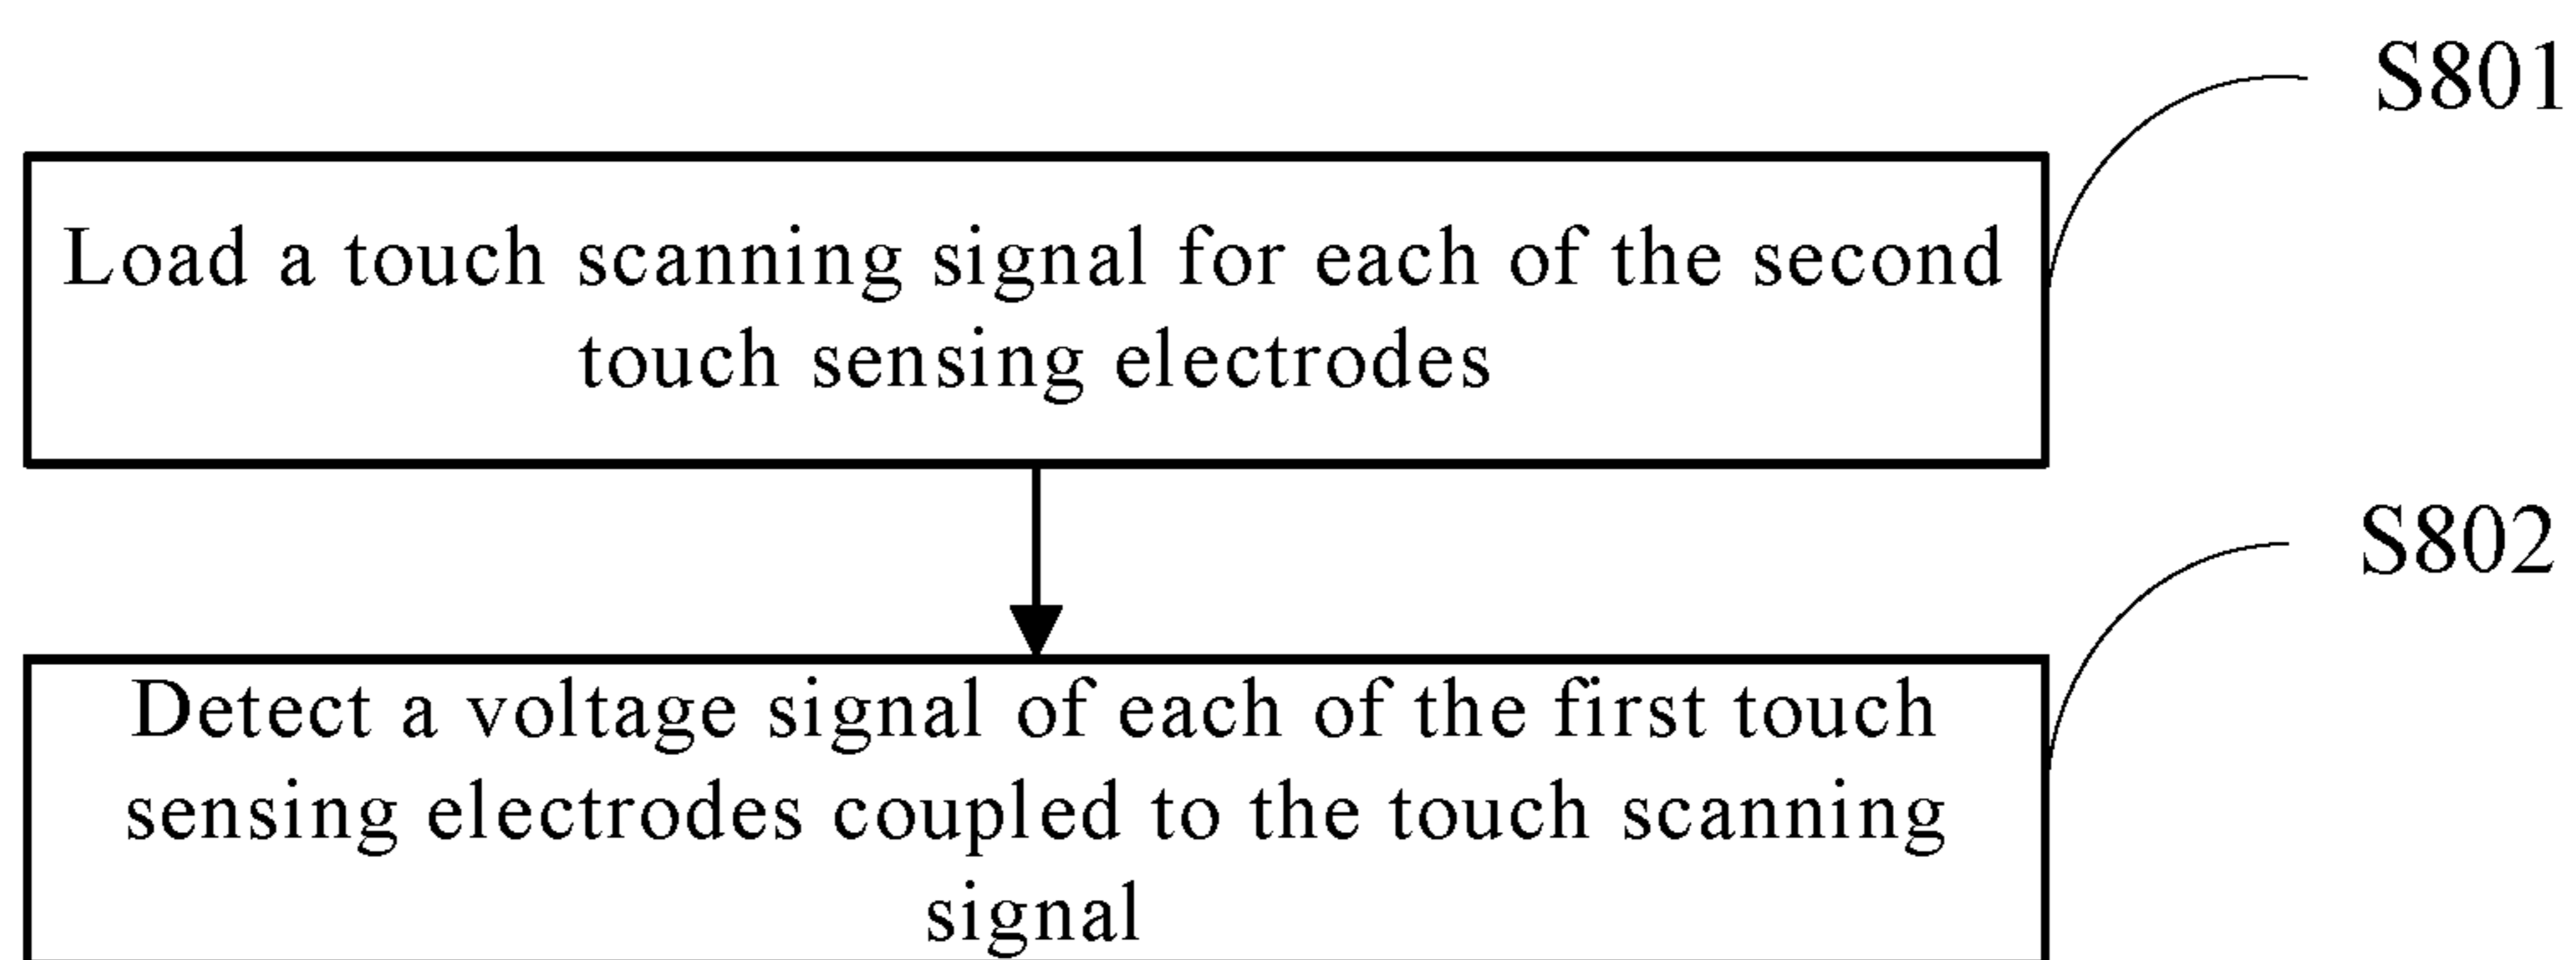 S801
Load a touch scanning signal for each of the second
touch sensing electrodes
S802
Detect a voltage signal of each of the first touch
sensing electrodes coupled to the touch scanning
signal